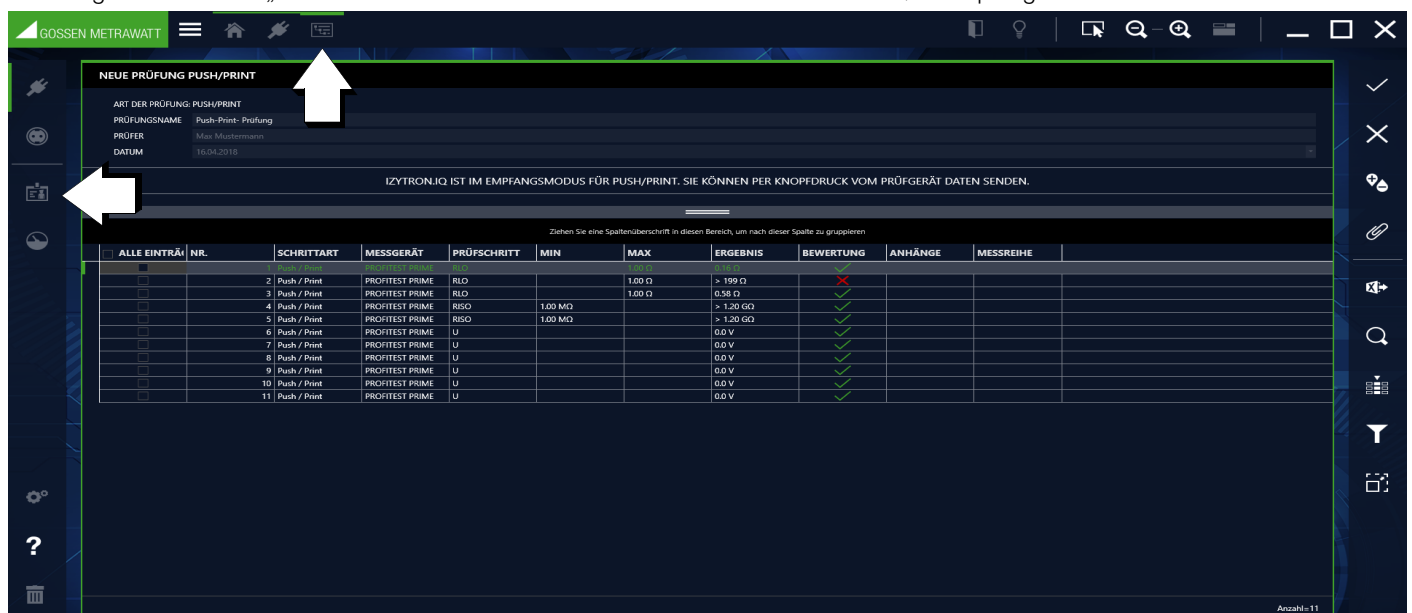 GOSSEN METRAWATT
NEUE PRÜFUNG PUSH/PRINT
ART DER PRÜFUNG: PUSH/PRINT
PRÜFUNGSNAME Push-Print- Prüfung
PRÜFER Max Mustermann
DATUM 16.04.2018
IZYTRON.IQ IST IM EMPFANGSMODUS FÜR PUSH/PRINT. SIE KÖNNEN PER KNOPFDRUCK VOM PRÜFGERÄT DATEN SENDEN.
Ziehen Sie eine Spaltenüberschrift in diesen Bereich, um nach dieser Spalte zu gruppieren
ALLE EINTRÄ NR. SCHRITTART MESSGERÄT PRÜFSCHRITT MIN MAX ERGEBNIS BEWERTUNG ANHÄNGE MESSREIHE
1 Push / Print PROFITEST PRIME RLO 1.00 Ω 0.16 Ω
2 Push / Print PROFITEST PRIME RLO 1.00 Ω > 199 Ω
3 Push / Print PROFITEST PRIME RLO 1.00 Ω 0.58 Ω
4 Push / Print PROFITEST PRIME RISO 1.00 MΩ > 1.20 GΩ
5 Push / Print PROFITEST PRIME RISO 1.00 MΩ > 1.20 GΩ
6 Push / Print PROFITEST PRIME U 0.0 V
7 Push / Print PROFITEST PRIME U 0.0 V
8 Push / Print PROFITEST PRIME U 0.0 V
9 Push / Print PROFITEST PRIME U 0.0 V
10 Push / Print PROFITEST PRIME U 0.0 V
11 Push / Print PROFITEST PRIME U 0.0 V
?
Anzahl=11